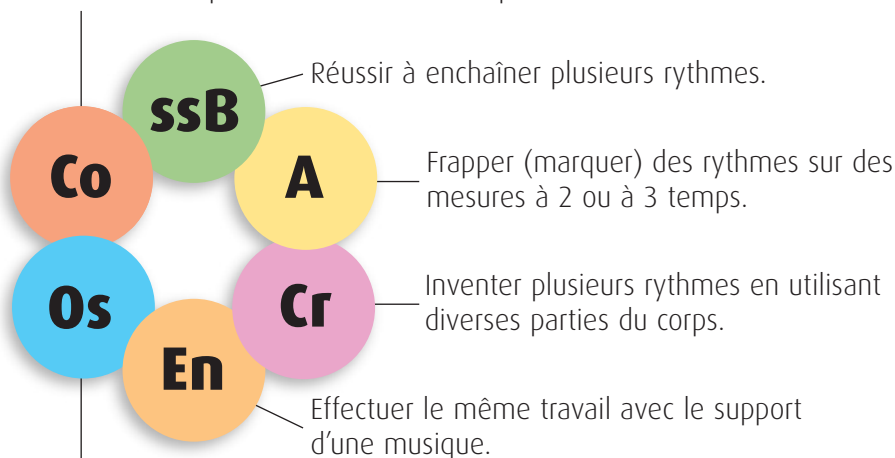 ssB
Réussir à enchaîner plusieurs rythmes.
Co
A
Frapper (marquer) des rythmes sur des
mesures à 2 ou à 3 temps.
Os
Cr
Inventer plusieurs rythmes en utilisant
diverses parties du corps.
En
Effectuer le même travail avec le support
d'une musique.